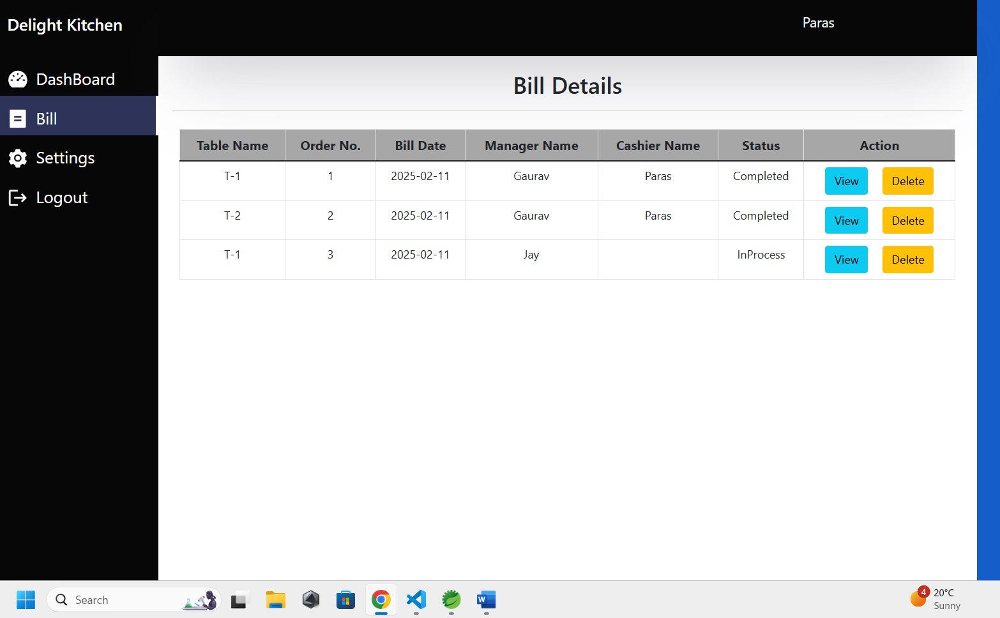 Delight Kitchen
Paras
DashBoard
Bill
Settings
Logout
Bill Details
Table Name Order No. Bill Date Manager Name Cashier Name Status Action
T-1 1 2025-02-11 Gaurav Paras Completed View Delete
T-2 2 2025-02-11 Gaurav Paras Completed View Delete
T-1 3 2025-02-11 Jay InProcess View Delete
Search
W
4
20°C
Sunny